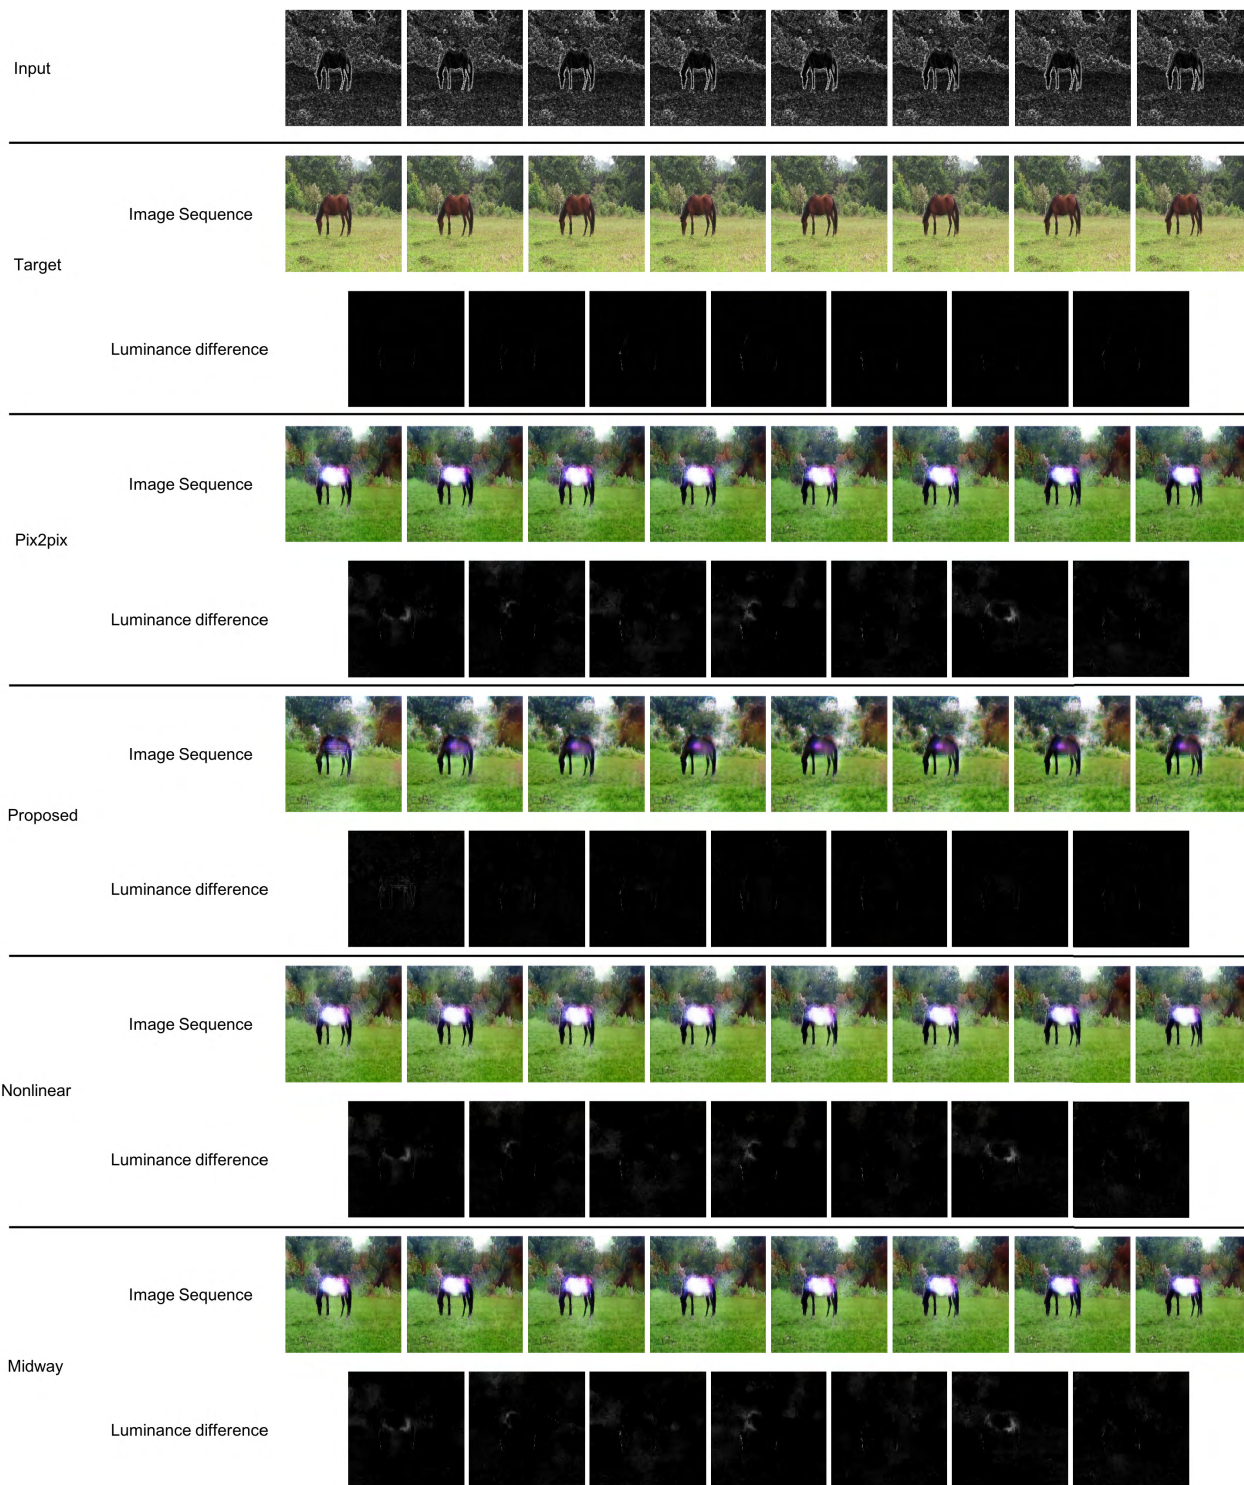 Input
Image Sequence
Target
Luminance difference
Image Sequence
Pix2pix
Luminance difference
Image Sequence
Proposed
Luminance difference
Image Sequence
Nonlinear
Luminance difference
Image Sequence
Midway
Luminance difference